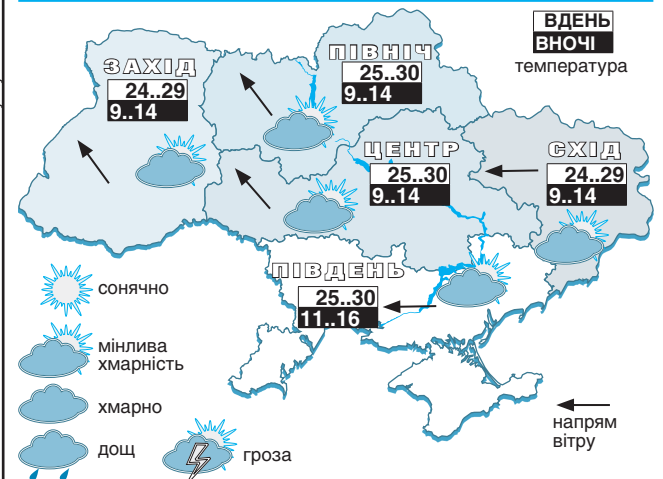 ВДЕНЬ
ВНОЧІ
температура
ПІВНІЧ
25..30
9..14
ЗАХІД
24..29
9..14
ЦЕНТР
25..30
9..14
СХІД
24..29
9..14
ПІВДЕНЬ
25..30
11..16
сонячно
мінлива
хмарність
хмарно
дощ
гроза
напрям
вітру